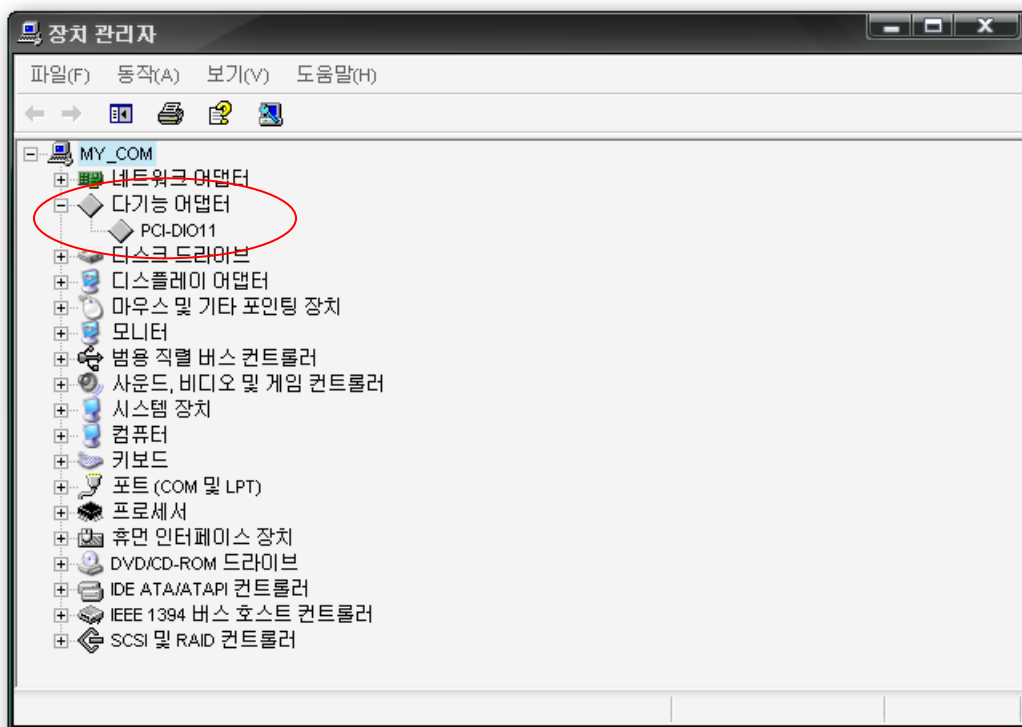 장치 관리자
파일(F) 동작(A) 보기(V) 도움말(H)
MY_COM
네트워크 어댑터
다기능 어댑터
PCI-DIO11
디스크 드라이브
디스플레이 어댑터
마우스 및 기타 포인팅 장치
모니터
범용 직렬 버스 컨트롤러
사운드, 비디오 및 게임 컨트롤러
시스템 장치
컴퓨터
키보드
포트 (COM 및 LPT)
프로세서
휴먼 인터페이스 장치
DVD/CD-ROM 드라이브
IDE ATA/ATAPI 컨트롤러
IEEE 1394 버스 호스트 컨트롤러
SCSI 및 RAID 컨트롤러